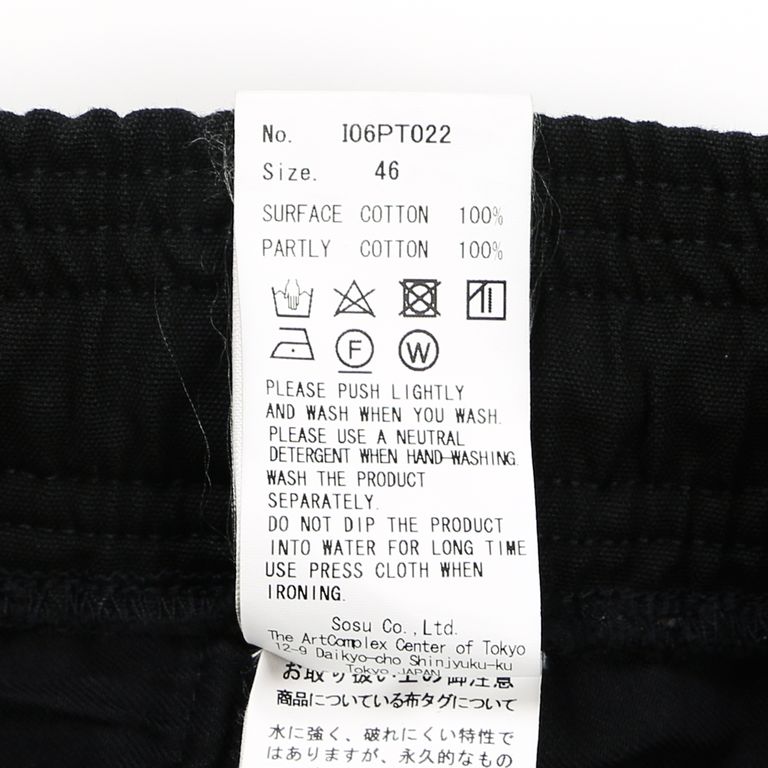 No. I06PT022
Size. 46
SURFACE COTTON 100%
PARTLY COTTON 100%
F W
PLEASE PUSH LIGHTLY
AND WASH WHEN YOU WASH.
PLEASE USE A NEUTRAL
DETERGENT WHEN HAND-WASHING.
WASH THE PRODUCT
SEPARATELY.
DO NOT DIP THE PRODUCT
INTO WATER FOR LONG TIME
USE PRESS CLOTH WHEN
IRONING.
Sosu Co.,Ltd.
The ArtComplex Center of Tokyo
12-9 Daikyo-cho Shinjyuku-ku
Tokyo JAPAN
お取り扱い上の御注意
商品についている布タグについて
水に強く、破れにくい特性で
はありますが、永久的なもの